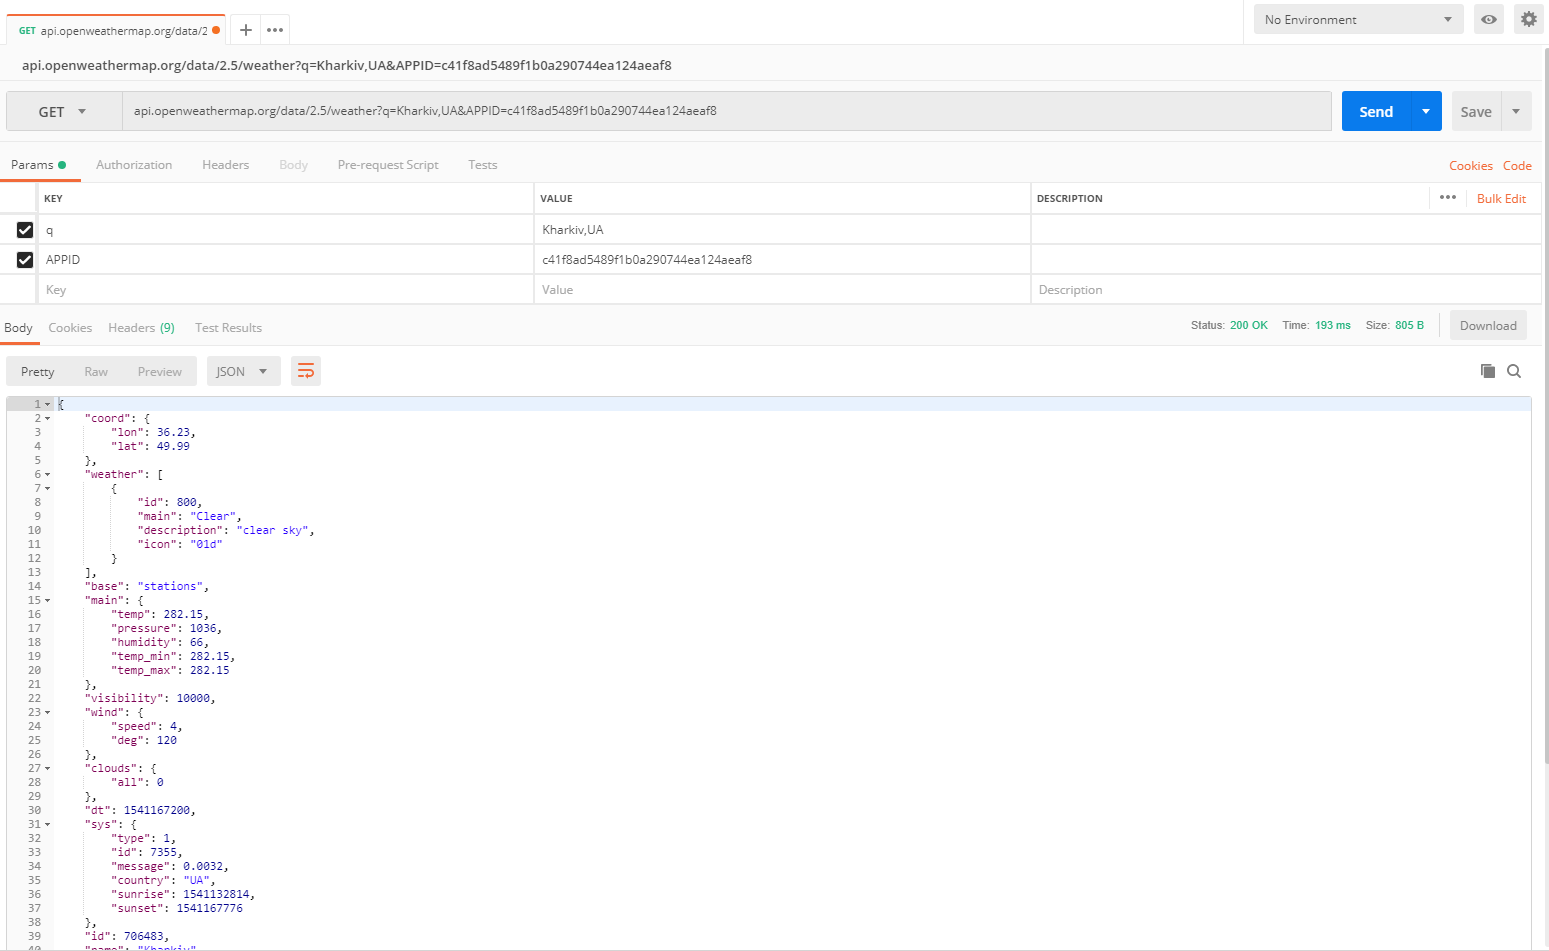 GET api.openweathermap.org/data/2
No Environment
api.openweathermap.org/data/2.5/weather?q=Kharkiv,UA&APPID=c41f8ad5489f1b0a290744ea124aeaf8
GET api.openweathermap.org/data/2.5/weather?q=Kharkiv,UA&APPID=c41f8ad5489f1b0a290744ea124aeaf8 Send Save
Params Authorization Headers Body Pre-request Script Tests Cookies Code
KEY VALUE DESCRIPTION Bulk Edit
q Kharkiv,UA
APPID c41f8ad5489f1b0a290744ea124aeaf8
Key Value Description
Body Cookies Headers (9) Test Results Status: 200 OK Time: 193 ms Size: 805 B Download
Pretty Raw Preview JSON
1 {
2 "coord": {
3 "lon": 36.23,
4 "lat": 49.99
5 },
6 "weather": [
7 {
8 "id": 800,
9 "main": "Clear",
10 "description": "clear sky",
11 "icon": "01d"
12 }
13 ],
14 "base": "stations",
15 "main": {
16 "temp": 282.15,
17 "pressure": 1036,
18 "humidity": 66,
19 "temp_min": 282.15,
20 "temp_max": 282.15
21 },
22 "visibility": 10000,
23 "wind": {
24 "speed": 4,
25 "deg": 120
26 },
27 "clouds": {
28 "all": 0
29 },
30 "dt": 1541167200,
31 "sys": {
32 "type": 1,
33 "id": 7355,
34 "message": 0.0032,
35 "country": "UA",
36 "sunrise": 1541132814,
37 "sunset": 1541167776
38 },
39 "id": 706483,
40 "name": "Kharkiv"